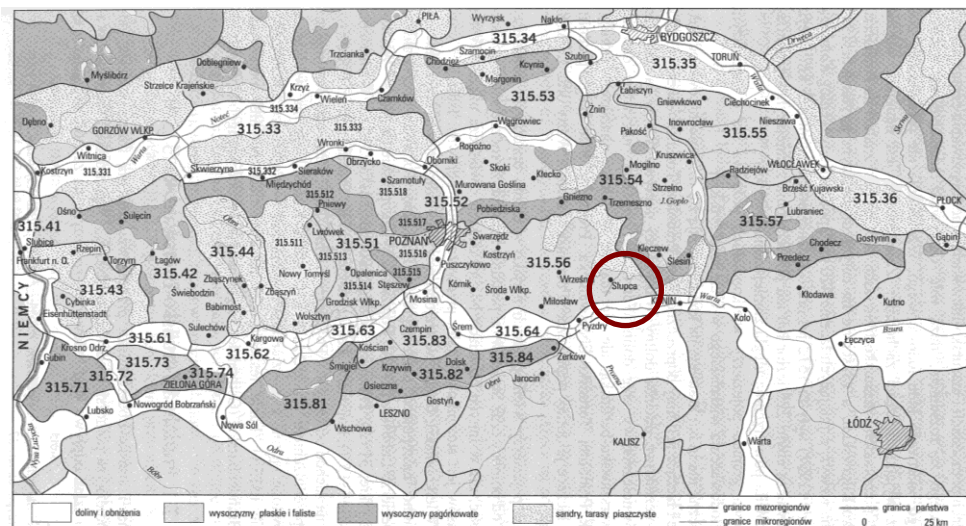 PIŁA
Wyrzysk
Nakło
315.34
BYDGOSZCZ
Drwęca
Trzcianka
Szamocin
Szubin
315.35
TORUŃ
Dobiegniew
Chodzież
Kcynia
Myślibórz
Margonin
Łabiszyn
Wisła
Strzelce Krajeńskie
Krzyż
Wieleń
Czarnków
315.53
Gniewkowo
Ciechocinek
315.334
Żnin
Dębno
Noteć
315.33
315.333
Wągrowiec
Pakość
Inowrocław
315.55
Nieszawa
Skrwa
GORZÓW WLKP.
Wronki
Rogoźno
Witnica
Warta
Obrzycko
Oborniki
Skoki
Kruszwica
Kostrzyn
315.331
Skwierzyna
315.332
Sieraków
Międzychód
Szamotuły
315.518
Kłecko
Mogilno
315.54
Radziejów
WŁOCŁAWEK
Murowana Goślina
Strzelno
Brześć Kujawski
315.512
315.52
Gniezno
Trzemeszno
J.Gopło
315.36
Ośno
Sulęcin
Obra
Pniewy
Pobiedziska
Lubraniec
PŁOCK
315.41
315.517
315.57
Słubice
Lwówek
POZNAŃ
Swarzędz
Gostynin
Gąbin
Frankfurt n. O.
Rzepin
Torzym
Łagów
315.44
315.511
315.51
315.516
Kostrzyn
315.56
Kleczew
Ślesin
Chodecz
315.42
Zbąszynek
315.513
Opalenica
Puszczykowo
Przedecz
315.43
Świebodzin
Zbąszyń
Nowy Tomyśl
315.514
315.515
Stęszew
Kórnik
Środa Wlkp.
Słupca
Kłodawa
Kutno
Cybinka
Babimost
Grodzisk Wlkp.
Mosina
Miłosław
Warta
Eisenhüttenstadt
Wolsztyn
Pyzdry
Koło
NIEMCY
Sulechów
Kargowa
315.63
Czempiń
Śrem
315.64
Bzura
315.61
Krosno Odrz.
315.62
Kościan
315.83
Łęczyca
Gubin
315.73
Śmigiel
Krzywiń
Dolsk
315.84
Żerków
315.72
315.74
315.82
Prosna
315.71
ZIELONA GÓRA
Osieczna
Obra
Jarocin
Lubsko
Nowogród Bobrzański
315.81
LESZNO
Gostyń
Nowa Sól
Wschowa
ŁÓDŹ
KALISZ
Warta
Nysa Łużycka
Bóbr
Odra
doliny i obniżenia
wysoczyzny płaskie i faliste
wysoczyzny pagórkowate
sandry, tarasy piaszczyste
granice mezoregionów
granica państwa
granice mikroregionów
0 25 km